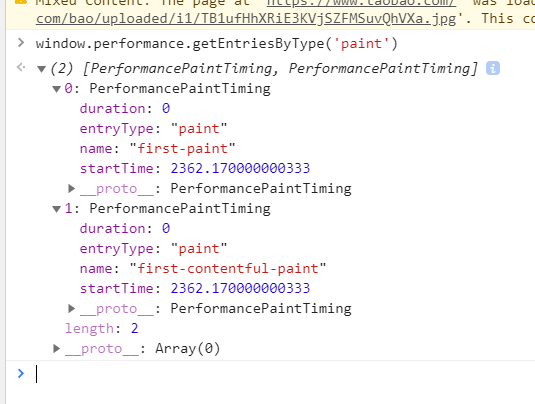 Mixed Content: The page at 'https://www.taobao.com/' was loa
com/bao/uploaded/i1/TB1ufHhXRiE3KVjSZFMSuvQhVXa.jpg'. This co
> window.performance.getEntriesByType('paint')
▼(2) [PerformancePaintTiming, PerformancePaintTiming] i
▼0: PerformancePaintTiming
duration: 0
entryType: "paint"
name: "first-paint"
startTime: 2362.170000000333
▶__proto__: PerformancePaintTiming
▼1: PerformancePaintTiming
duration: 0
entryType: "paint"
name: "first-contentful-paint"
startTime: 2362.170000000333
▶__proto__: PerformancePaintTiming
length: 2
▶__proto__: Array(0)
>